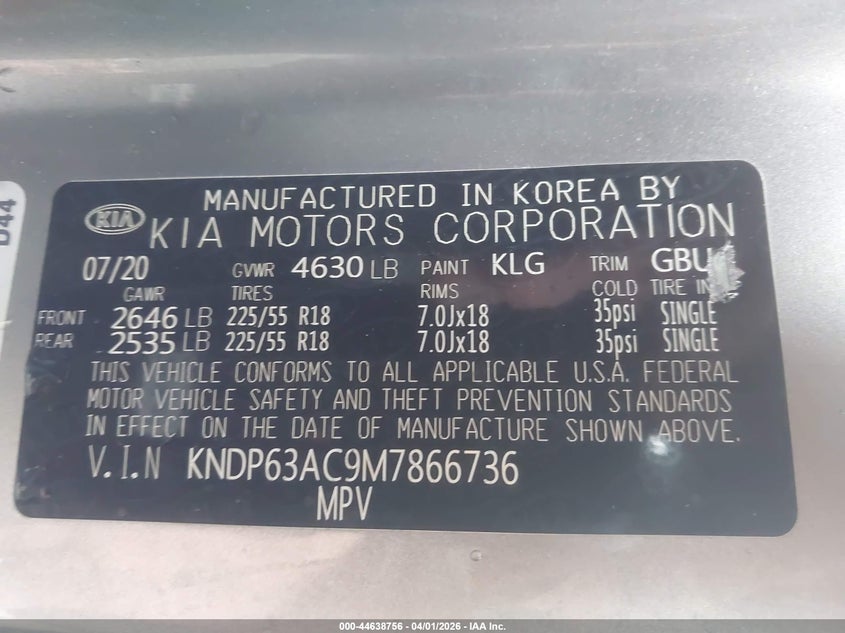 MANUFACTURED IN KOREA BY
KIA KIA MOTORS CORPORATION
07/20 GVWR 4630 LB PAINT KLG TRIM GBU
GAWR TIRES RIMS COLD TIRE IN
FRONT 2646 LB 225/55 R18 7.0Jx18 35psi SINGLE
REAR 2535 LB 225/55 R18 7.0Jx18 35psi SINGLE
THIS VEHICLE CONFORMS TO ALL APPLICABLE U.S.A. FEDERAL
MOTOR VEHICLE SAFETY AND THEFT PREVENTION STANDARDS
IN EFFECT ON THE DATE OF MANUFACTURE SHOWN ABOVE.
V.I.N KNDP63AC9M7866736
MPV
D44
000-44638756 - 04/01/2026 - IAA Inc.